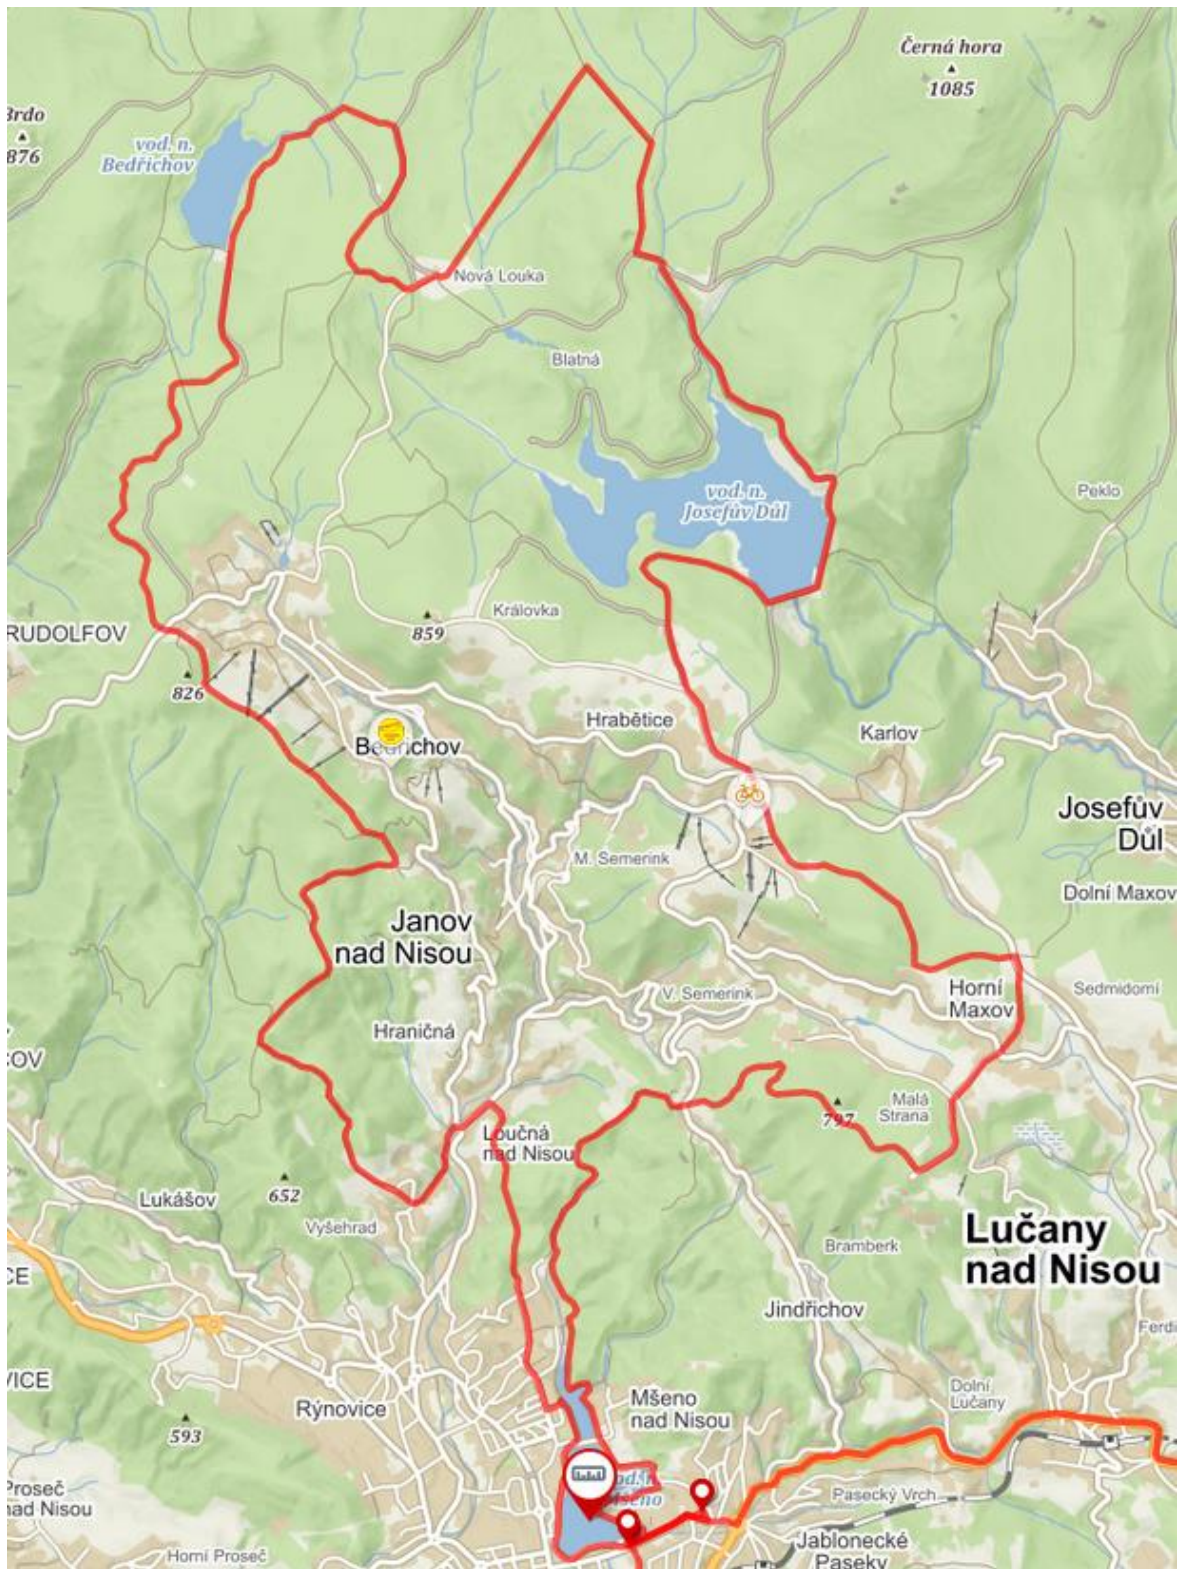 Černá hora
1085
Brdo
876
vod. n.
Bedřichov
Nová Louka
Blatná
vod. n.
Josefův Důl
Peklo
Královka
859
RUDOLFOV
826
Hrabětice
Karlov
Bedřichov
Josefův
Důl
M. Semerink
Dolní Maxov
Janov
nad Nisou
V. Semerink
Horní
Maxov
Sedmidomí
Hraničná
Malá
Strana
797
Loučná
nad Nisou
652
Lukášov
Vyšehrad
Lučany
nad Nisou
Bramberk
Jindřichov
Ferdi
VICE
Rýnovice
Mšeno
nad Nisou
Dolní
Lučany
593
Proseč
nad Nisou
Pasecký Vrch
Horní Proseč
Jablonecké
Paseky